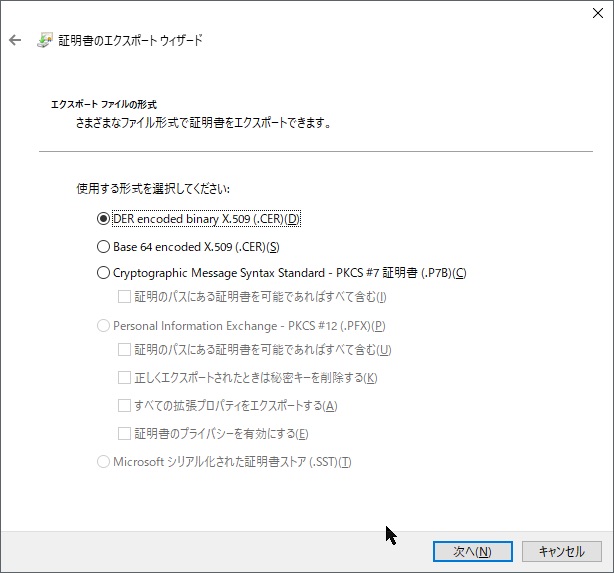 証明書のエクスポート ウィザード
エクスポート ファイルの形式
さまざまなファイル形式で証明書をエクスポートできます。
使用する形式を選択してください:
DER encoded binary X.509 (.CER)(D)
Base 64 encoded X.509 (.CER)(S)
Cryptographic Message Syntax Standard - PKCS #7 証明書 (.P7B)(C)
証明のパスにある証明書を可能であればすべて含む(I)
Personal Information Exchange - PKCS #12 (.PFX)(P)
証明のパスにある証明書を可能であればすべて含む(U)
正しくエクスポートされたときは秘密キーを削除する(K)
すべての拡張プロパティをエクスポートする(A)
証明書のプライバシーを有効にする(E)
Microsoft シリアル化された証明書ストア (.SST)(T)
次へ(N)
キャンセル